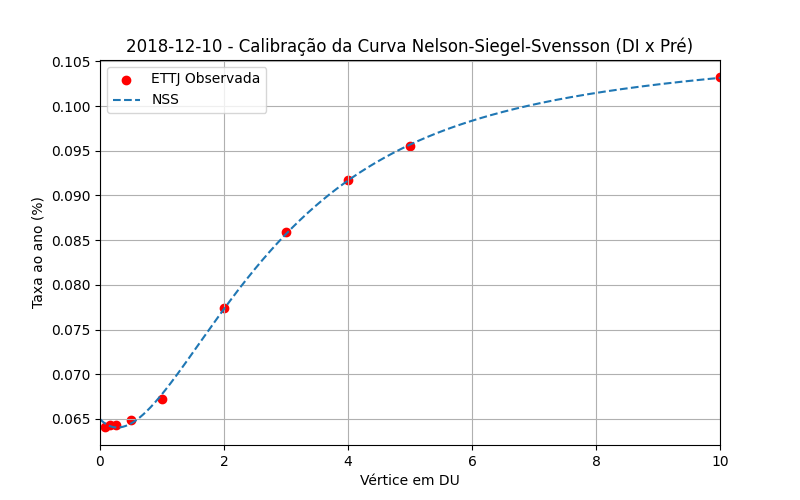 2018-12-10 - Calibração da Curva Nelson-Siegel-Svensson (DI x Pré)
ETTJ Observada
NSS
Taxa ao ano (%)
0.105
0.100
0.095
0.090
0.085
0.080
0.075
0.070
0.065
0 2 4 6 8 10
Vértice em DU